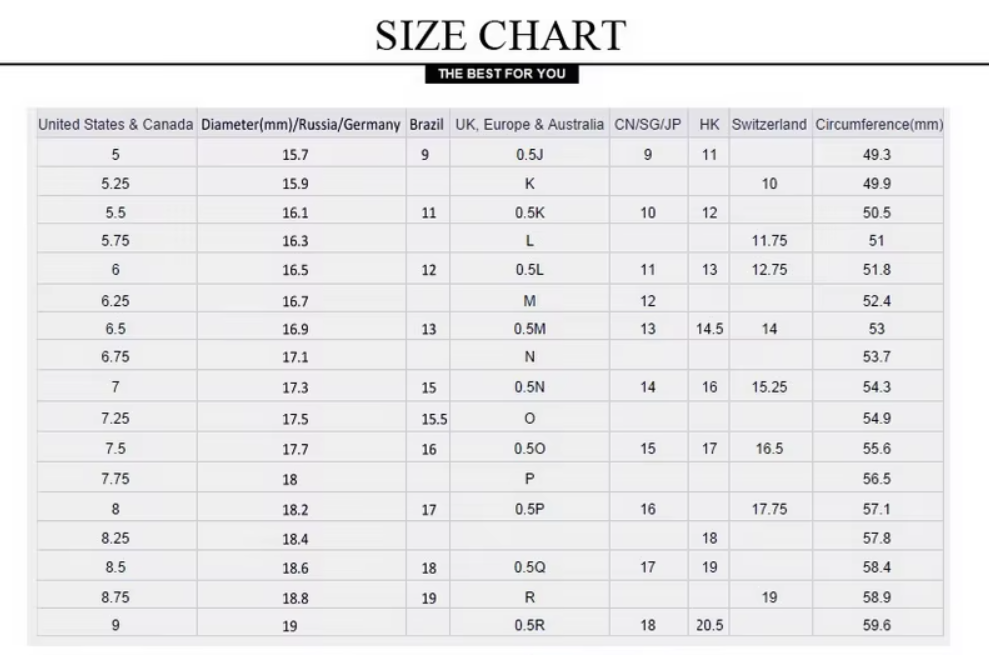 SIZE CHART
THE BEST FOR YOU
United States & Canada Diameter(mm)/Russia/Germany Brazil UK, Europe & Australia CN/SG/JP HK Switzerland Circumference(mm)
5 15.7 9 0.5J 9 11 49.3
5.25 15.9 K 10 49.9
5.5 16.1 11 0.5K 10 12 50.5
5.75 16.3 L 11.75 51
6 16.5 12 0.5L 11 13 12.75 51.8
6.25 16.7 M 12 52.4
6.5 16.9 13 0.5M 13 14.5 14 53
6.75 17.1 N 53.7
7 17.3 15 0.5N 14 16 15.25 54.3
7.25 17.5 15.5 O 54.9
7.5 17.7 16 0.5O 15 17 16.5 55.6
7.75 18 P 56.5
8 18.2 17 0.5P 16 17.75 57.1
8.25 18.4 18 57.8
8.5 18.6 18 0.5Q 17 19 58.4
8.75 18.8 19 R 19 58.9
9 19 0.5R 18 20.5 59.6